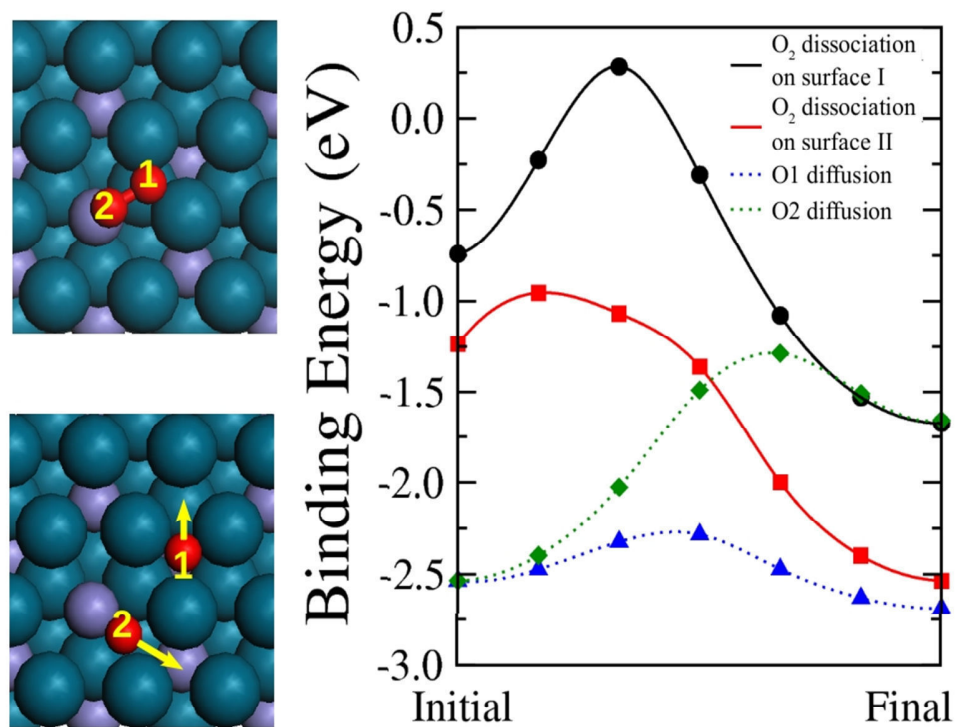 1
2
1
2
Binding Energy (eV)
0.5
0.0
-0.5
-1.0
-1.5
-2.0
-2.5
-3.0
O₂ dissociation
on surface I
O₂ dissociation
on surface II
O1 diffusion
O2 diffusion
Initial
Final